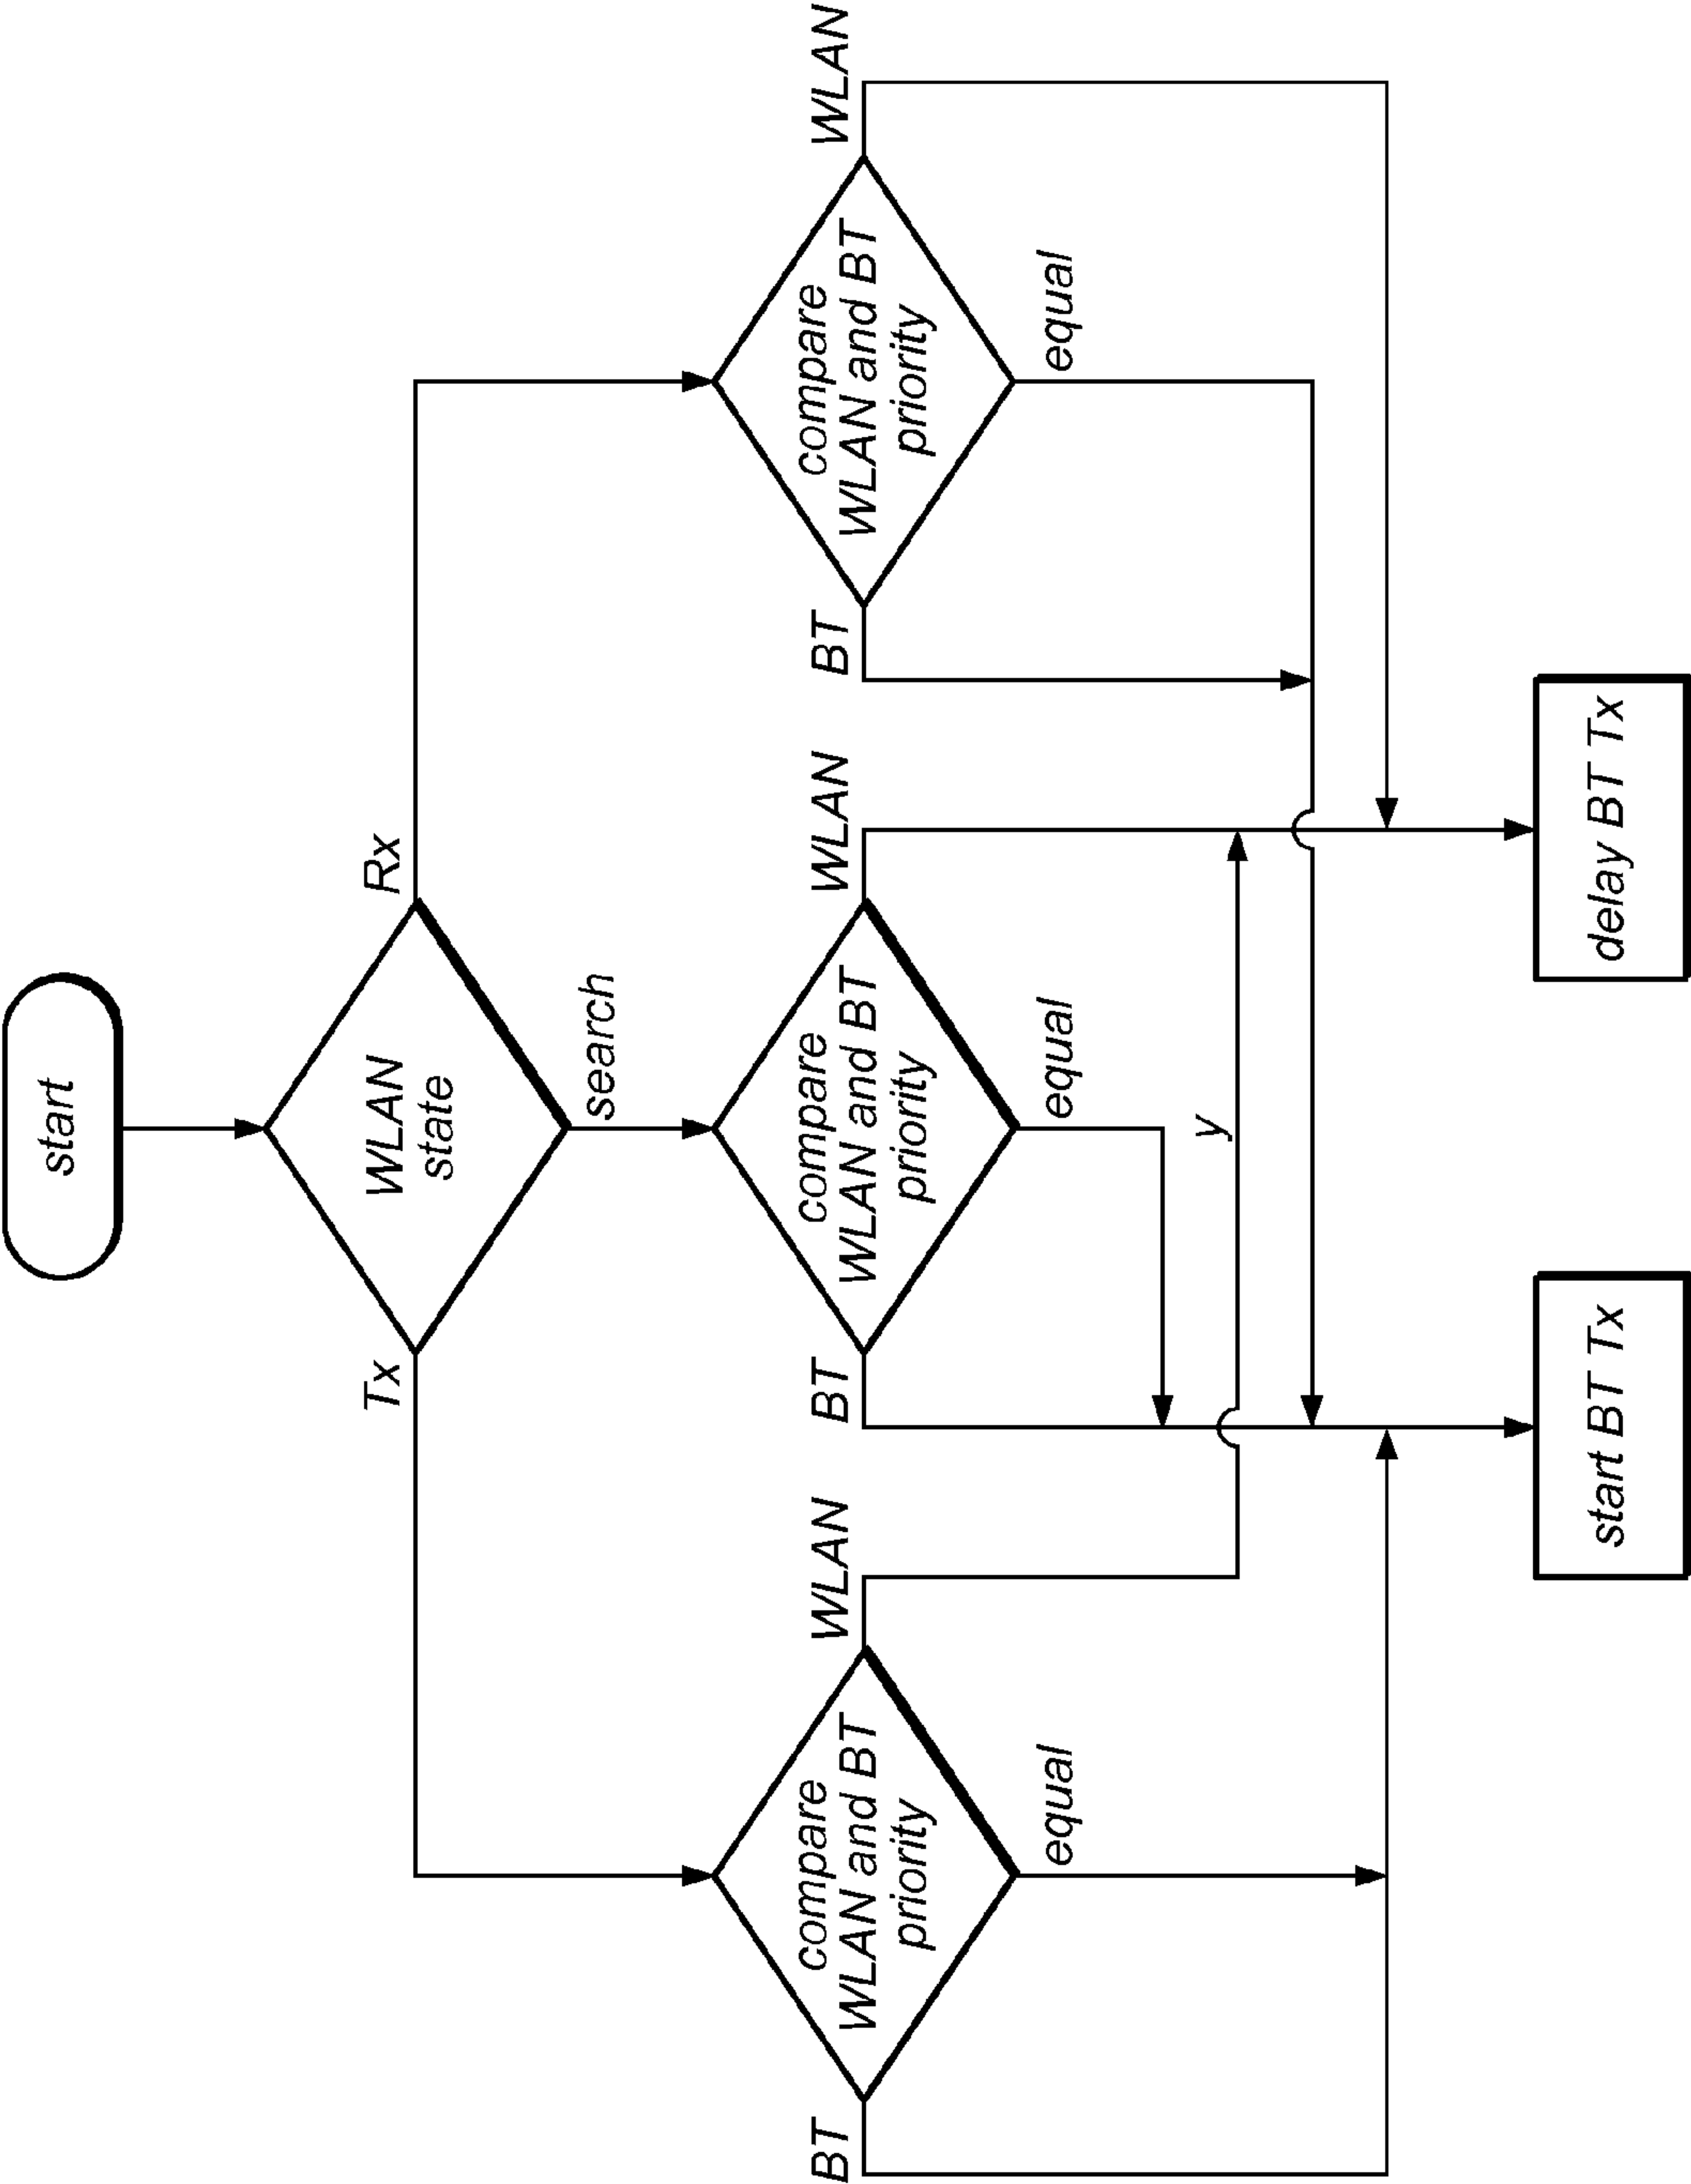 start
WLAN
state
Tx
Rx
search
compare
WLAN and BT
priority
BT
WLAN
equal
compare
WLAN and BT
priority
BT
WLAN
equal
compare
WLAN and BT
priority
BT
WLAN
equal
y
start BT Tx
delay BT Tx